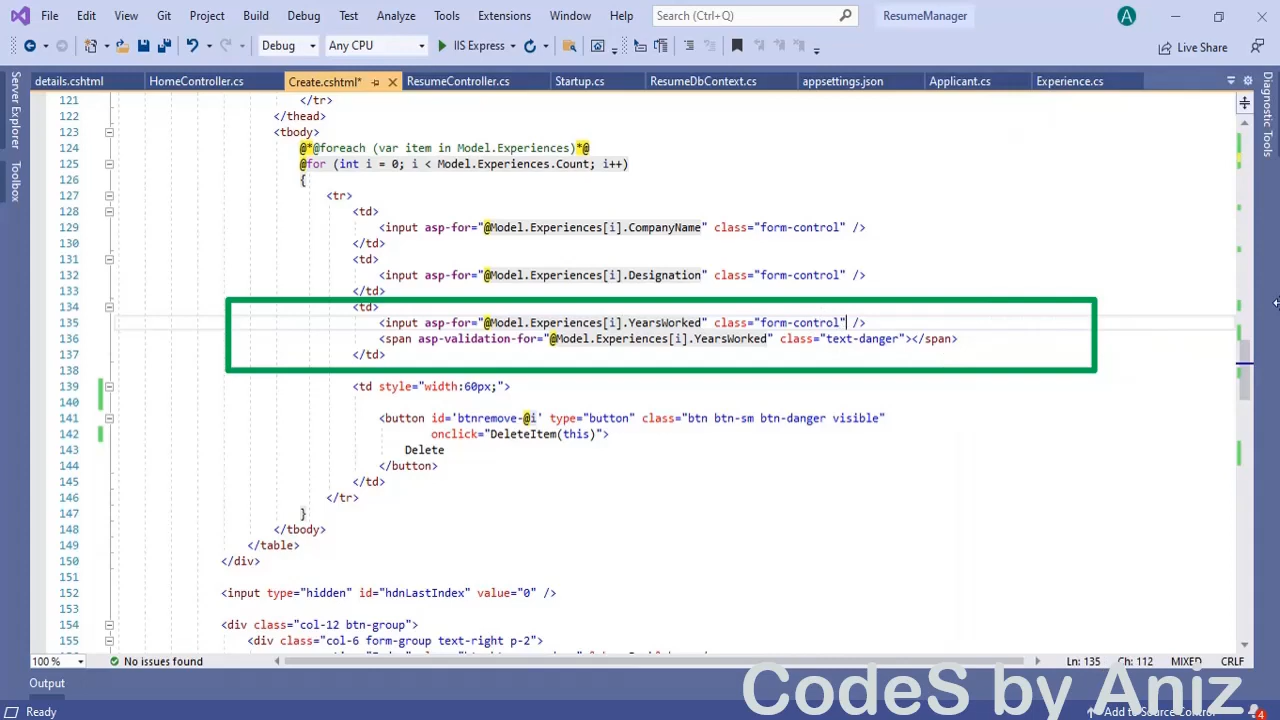 File Edit View Git Project Build Debug Test Analyze Tools Extensions Window Help Search (Ctrl+Q) ResumeManager A
Debug Any CPU IIS Express Live Share
details.cshtml HomeController.cs Create.cshtml* ResumeController.cs Startup.cs ResumeDbContext.cs appsettings.json Applicant.cs Experience.cs
Server Explorer
Toolbox
Diagnostic Tools
121 </tr>
122 </thead>
123 <tbody>
124 @*@foreach (var item in Model.Experiences)*@
125 @for (int i = 0; i < Model.Experiences.Count; i++)
126 {
127 <tr>
128 <td>
129 <input asp-for="@Model.Experiences[i].CompanyName" class="form-control" />
130 </td>
131 <td>
132 <input asp-for="@Model.Experiences[i].Designation" class="form-control" />
133 </td>
134 <td>
135 <input asp-for="@Model.Experiences[i].YearsWorked" class="form-control" />
136 <span asp-validation-for="@Model.Experiences[i].YearsWorked" class="text-danger"></span>
137 </td>
138
139 <td style="width:60px;">
140
141 <button id='btnremove-@i' type="button" class="btn btn-sm btn-danger visible"
142 onclick="DeleteItem(this)">
143 Delete
144 </button>
145 </td>
146 </tr>
147 }
148 </tbody>
149 </table>
150 </div>
151
152 <input type="hidden" id="hdnLastIndex" value="0" />
153
154 <div class="col-12 btn-group">
155 <div class="col-6 form-group text-right p-2">
100 % No issues found Ln: 135 Ch: 112 MIXED CRLF
Output
CodeS by Aniz
Ready Add to Source Control 4